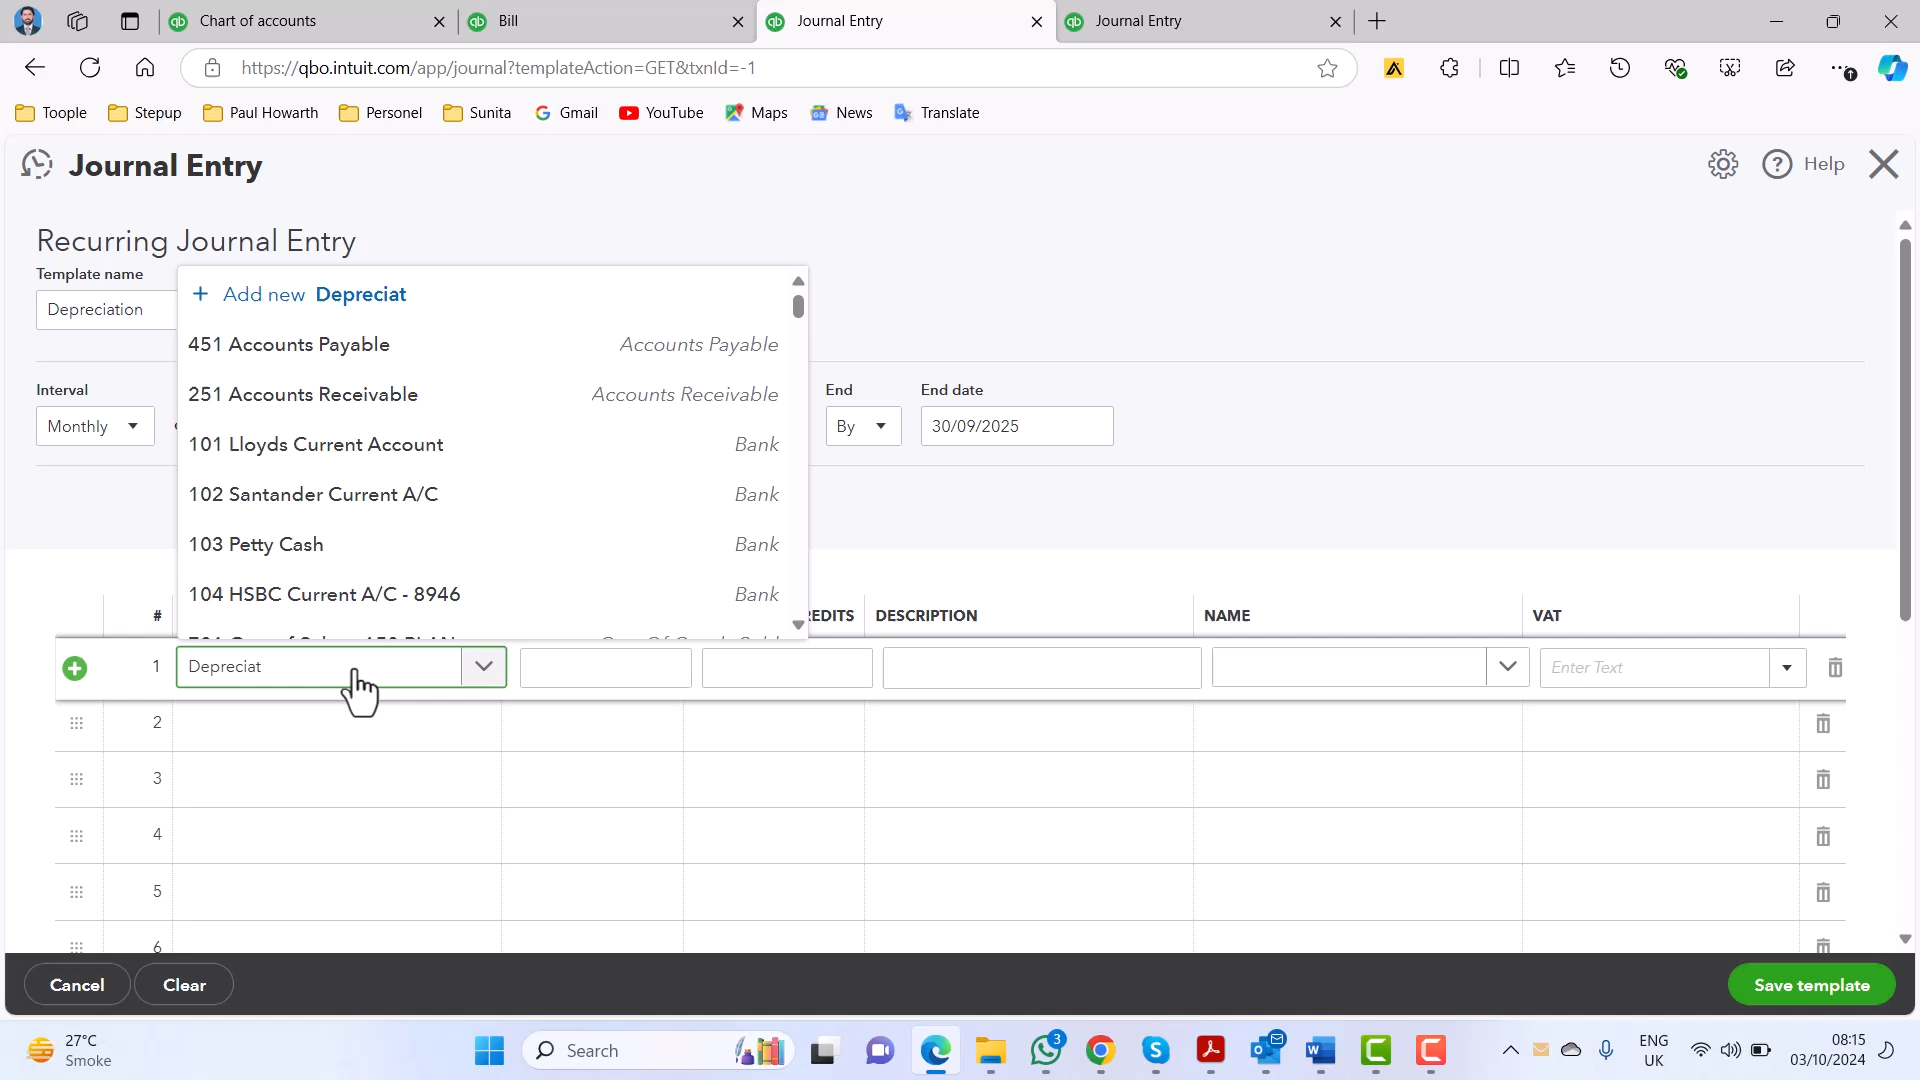 Chart of accounts
Bill
Journal Entry
Journal Entry
https://qbo.intuit.com/app/journal?templateAction=GET&txnId=-1
Toople
Stepup
Paul Howarth
Personel
Sunita
Gmail
YouTube
Maps
News
Translate
Journal Entry
Help
Recurring Journal Entry
Template name
Depreciation
+ Add new Depreciat
451 Accounts Payable Accounts Payable
251 Accounts Receivable Accounts Receivable
101 Lloyds Current Account Bank
102 Santander Current A/C Bank
103 Petty Cash Bank
104 HSBC Current A/C - 8946 Bank
Interval
Monthly
End
By
End date
30/09/2025
# REDITS DESCRIPTION NAME VAT
1 Depreciat Enter Text
2
3
4
5
6
Cancel
Clear
Save template
27°C
Smoke
Search
3
ENG
UK
08:15
03/10/2024